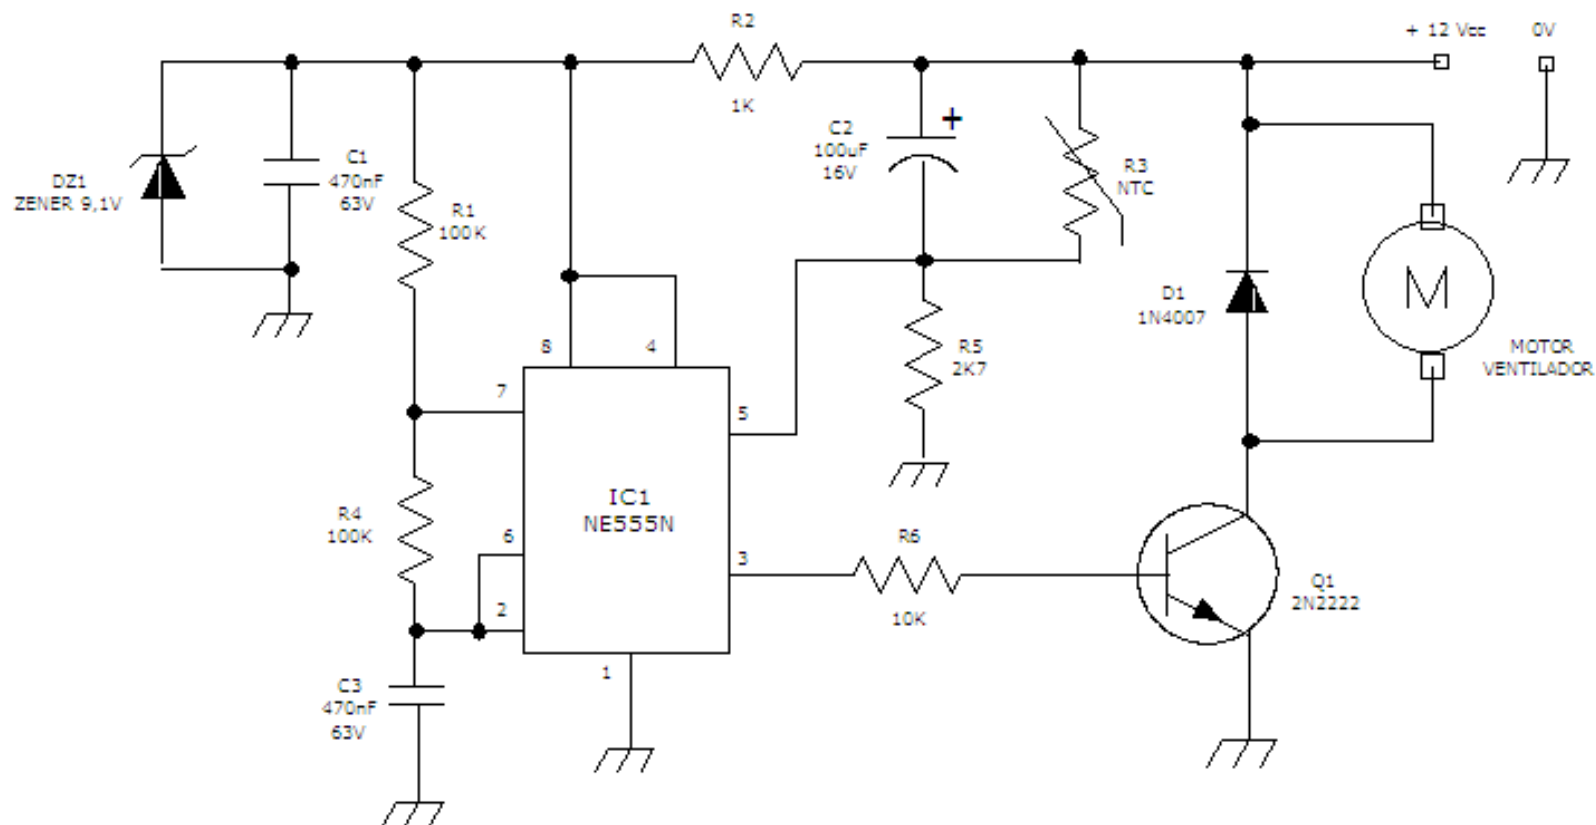 R2
1K
+ 12 Vcc
0V
DZ1
ZENER 9,1V
C1
470nF
63V
R1
100K
C2
100uF
16V
+
R3
NTC
D1
1N4007
M
MOTOR
VENTILADOR
R5
2K7
8
4
7
5
6
3
2
1
IC1
NE555N
R4
100K
R6
10K
Q1
2N2222
C3
470nF
63V